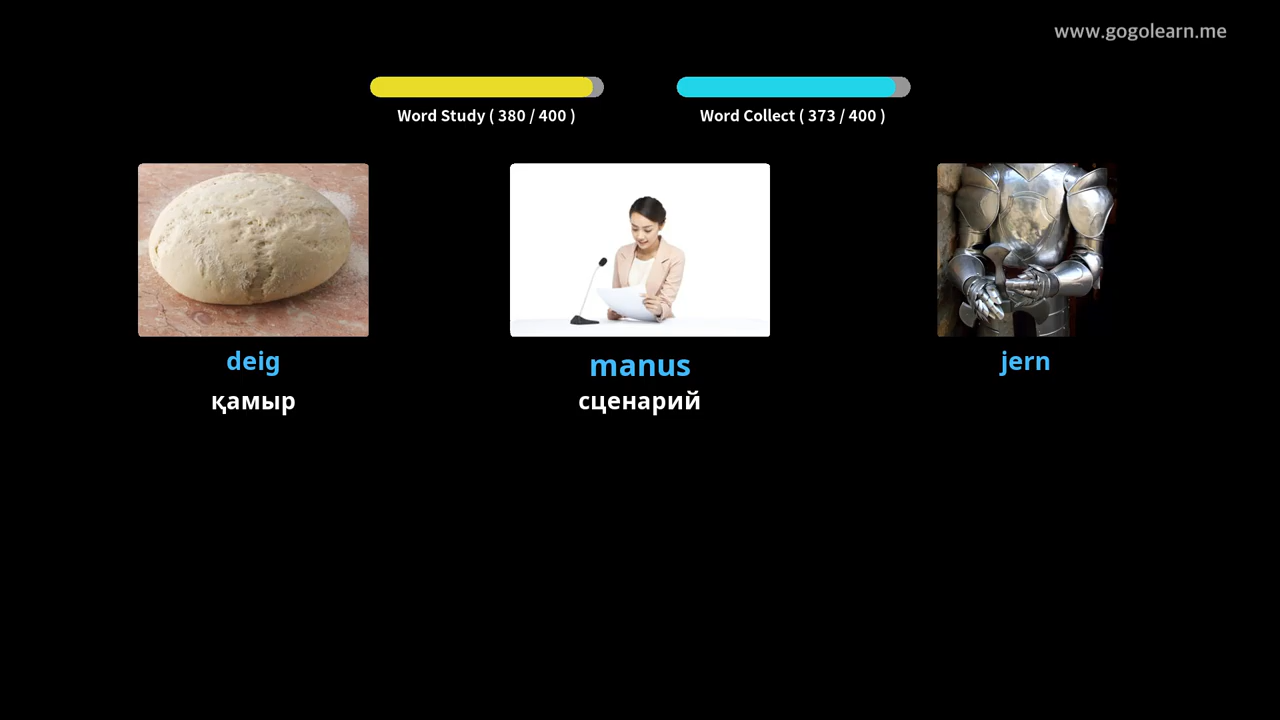 www.gogolearn.me
Word Study ( 380 / 400 )
Word Collect ( 373 / 400 )
deig
manus
jern
қамыр
сценарий